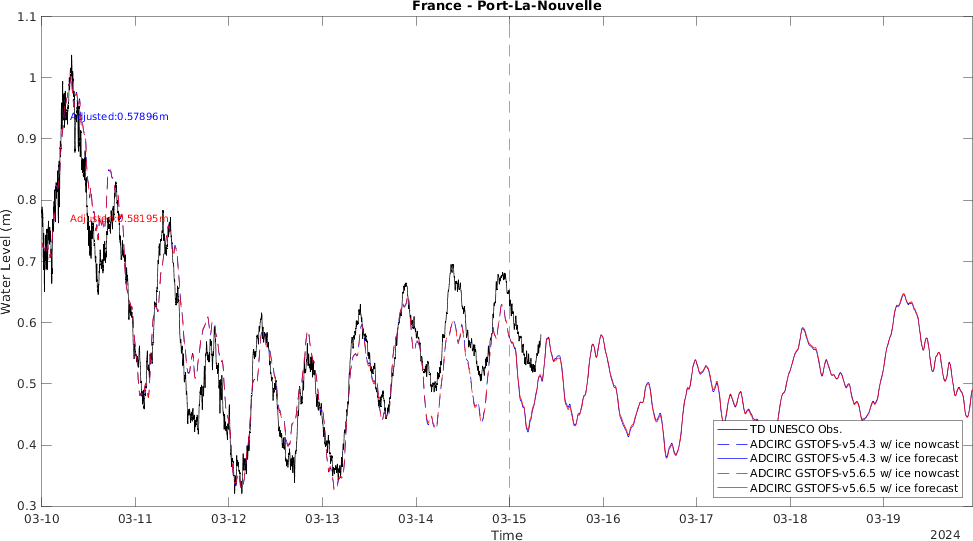 France - Port-La-Nouvelle
1.1
1
0.9
0.8
0.7
0.6
0.5
0.4
0.3
Water Level (m)
Adjusted:0.57896m
Adjusted:0.58195m
TD UNESCO Obs.
ADCIRC GSTOFS-v5.4.3 w/ ice nowcast
ADCIRC GSTOFS-v5.4.3 w/ ice forecast
ADCIRC GSTOFS-v5.6.5 w/ ice nowcast
ADCIRC GSTOFS-v5.6.5 w/ ice forecast
03-10 03-11 03-12 03-13 03-14 03-15 03-16 03-17 03-18 03-19
Time
2024